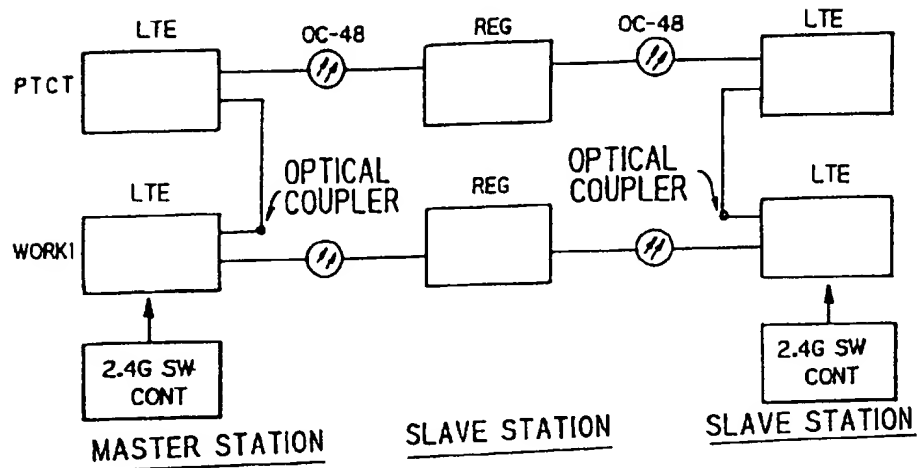 LTE
OC-48
REG
OC-48
LTE
PTCT
OPTICAL
COUPLER
OPTICAL
COUPLER
LTE
REG
LTE
WORK1
2.4G SW
CONT
2.4G SW
CONT
MASTER STATION
SLAVE STATION
SLAVE STATION